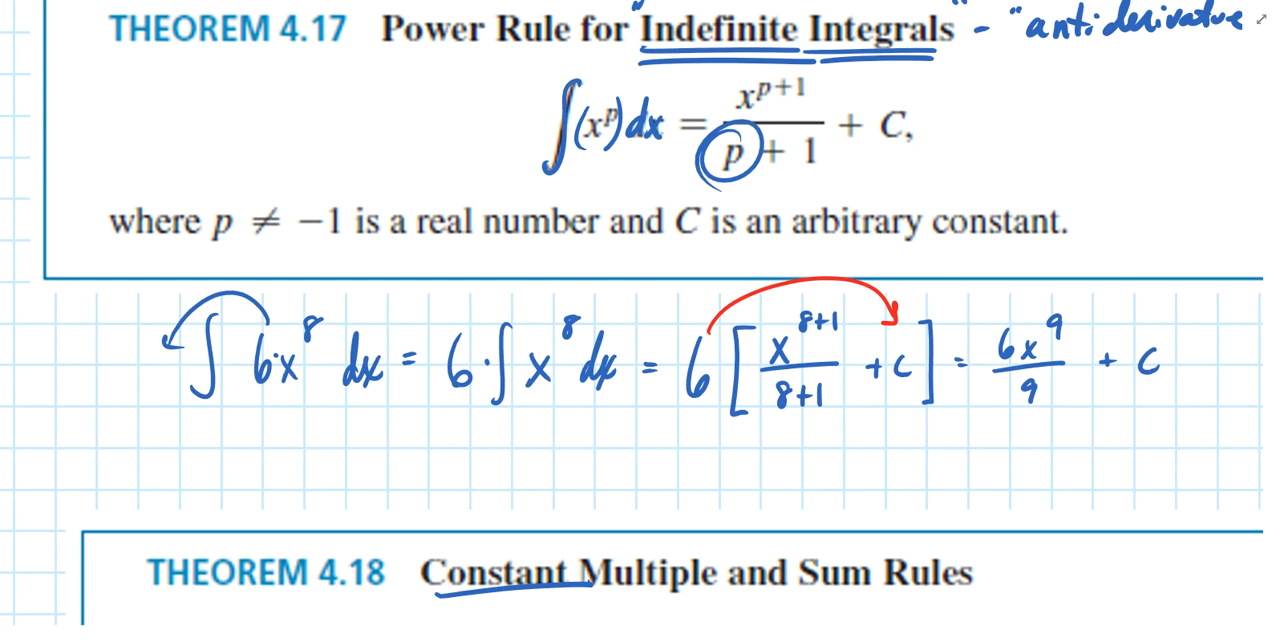 THEOREM 4.17 Power Rule for "Indefinite Integrals" - "antiderivative
∫(x^p)dx = x^(p+1)/(p + 1) + C,
where p ≠ −1 is a real number and C is an arbitrary constant.
∫ 6·x^8 dx = 6·∫ x^8 dx = 6 [ x^(8+1)/(8+1) + C ] = 6x^9/9 + C
THEOREM 4.18 Constant Multiple and Sum Rules